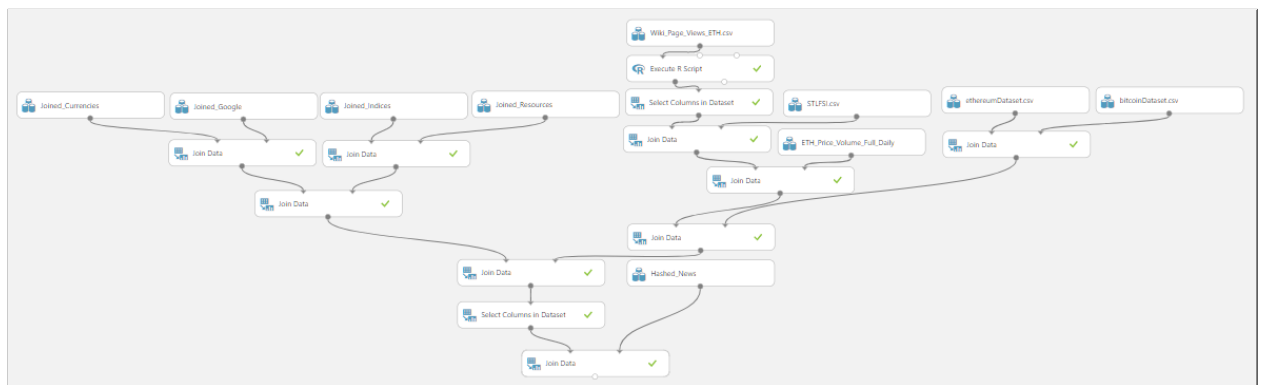 Wiki_Page_Views_ETH.csv
Execute R Script
Joined_Currencies
Joined_Google
Joined_Indices
Joined_Resources
Select Columns in Dataset
STLFSI.csv
ethereumDataset.csv
bitcoinDataset.csv
Join Data
Join Data
Join Data
ETH_Price_Volume_Full_Daily
Join Data
Join Data
Join Data
Join Data
Join Data
Hashed_News
Select Columns in Dataset
Join Data